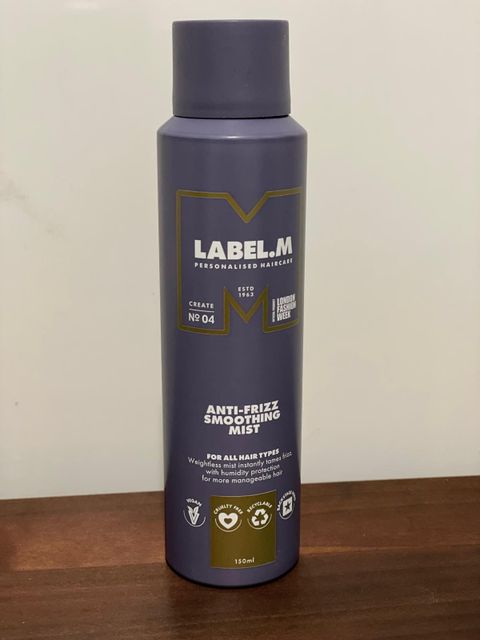 LABEL.M
PERSONALISED HAIRCARE
ESTD
1963
CREATE
Nº 04
LONDON
FASHION
WEEK
ANTI-FRIZZ
SMOOTHING
MIST
FOR ALL HAIR TYPES
Weightless mist instantly tames frizz
with humidity protection
for more manageable hair
VEGAN
CRUELTY FREE
RECYCLABLE
150ml